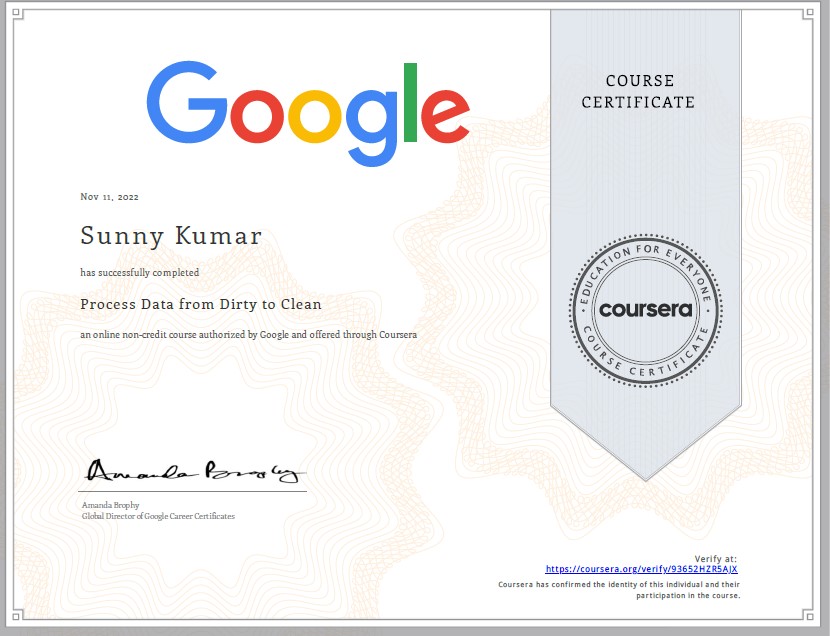 Google
COURSE
CERTIFICATE
Nov 11, 2022
Sunny Kumar
has successfully completed
Process Data from Dirty to Clean
an online non-credit course authorized by Google and offered through Coursera
EDUCATION FOR EVERYONE
coursera
COURSE CERTIFICATE
Amanda Brophy
Amanda Brophy
Global Director of Google Career Certificates
Verify at:
https://coursera.org/verify/93652HZR5AJX
Coursera has confirmed the identity of this individual and their
participation in the course.